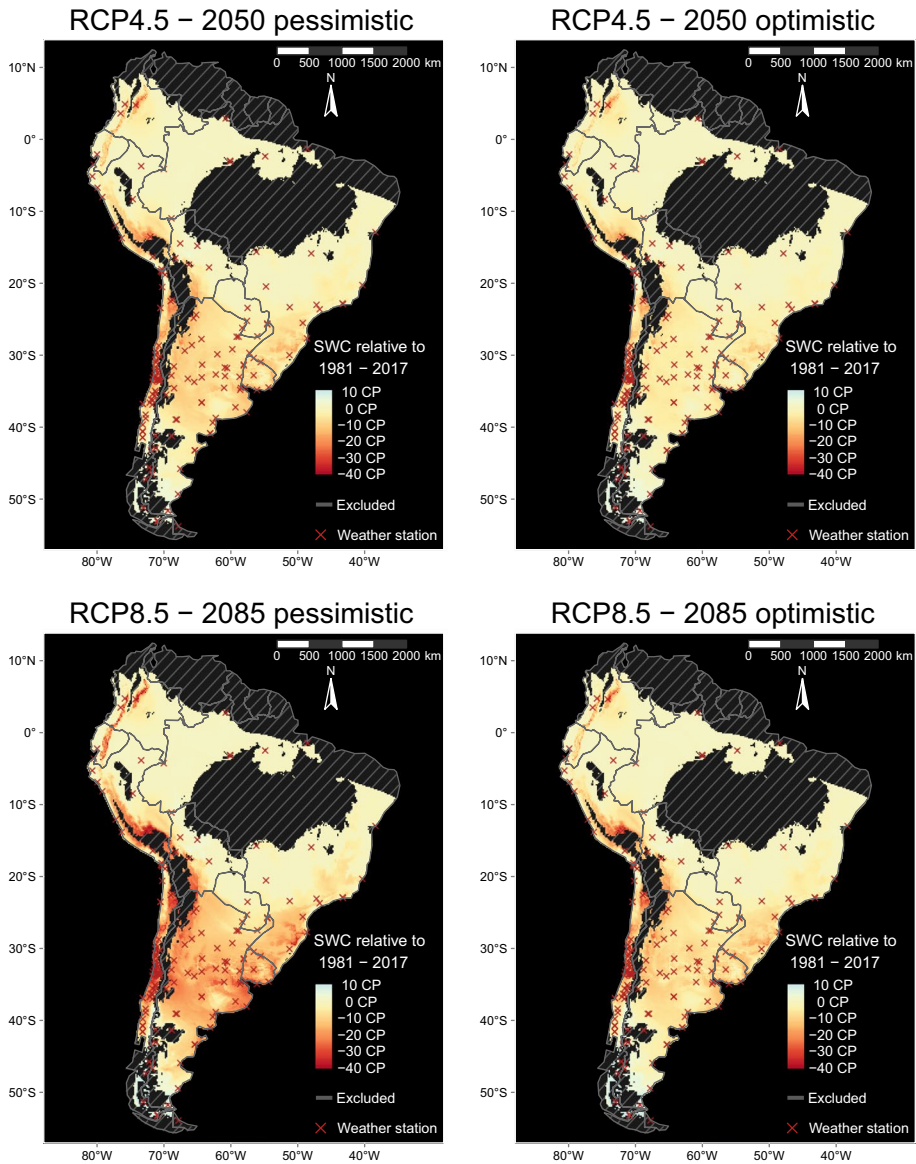 RCP4.5 − 2050 pessimistic
0 500 1000 1500 2000 km
N
10°N
0°
10°S
20°S
30°S
40°S
50°S
SWC relative to
1981 − 2017
10 CP
0 CP
−10 CP
−20 CP
−30 CP
−40 CP
Excluded
Weather station
80°W 70°W 60°W 50°W 40°W
RCP4.5 − 2050 optimistic
0 500 1000 1500 2000 km
N
10°N
0°
10°S
20°S
30°S
40°S
50°S
SWC relative to
1981 − 2017
10 CP
0 CP
−10 CP
−20 CP
−30 CP
−40 CP
Excluded
Weather station
80°W 70°W 60°W 50°W 40°W
RCP8.5 − 2085 pessimistic
0 500 1000 1500 2000 km
N
10°N
0°
10°S
20°S
30°S
40°S
50°S
SWC relative to
1981 − 2017
10 CP
0 CP
−10 CP
−20 CP
−30 CP
−40 CP
Excluded
Weather station
80°W 70°W 60°W 50°W 40°W
RCP8.5 − 2085 optimistic
0 500 1000 1500 2000 km
N
10°N
0°
10°S
20°S
30°S
40°S
50°S
SWC relative to
1981 − 2017
10 CP
0 CP
−10 CP
−20 CP
−30 CP
−40 CP
Excluded
Weather station
80°W 70°W 60°W 50°W 40°W